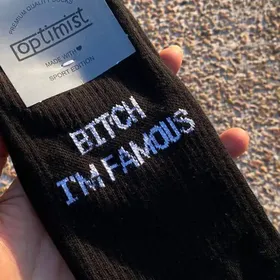 PREMIUM QUALITY SOCKS
optimist
MADE WITH
SPORT EDITION
BITCH
I'M FAMOUS